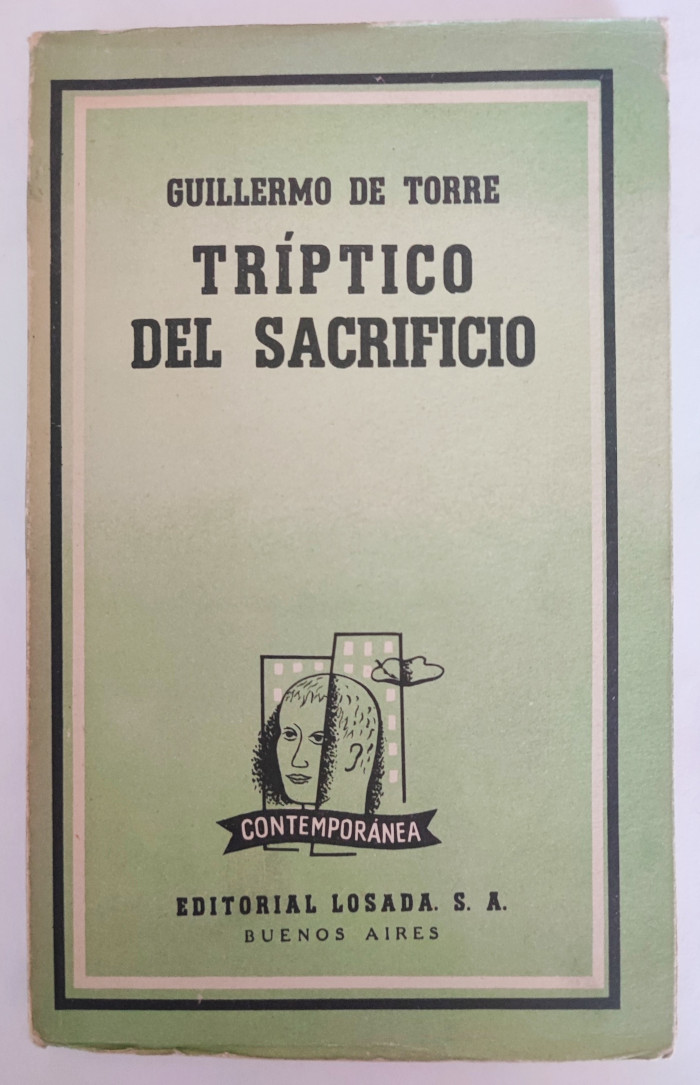 GUILLERMO DE TORRE
TRÍPTICO
DEL SACRIFICIO
CONTEMPORÁNEA
EDITORIAL LOSADA. S. A.
BUENOS AIRES